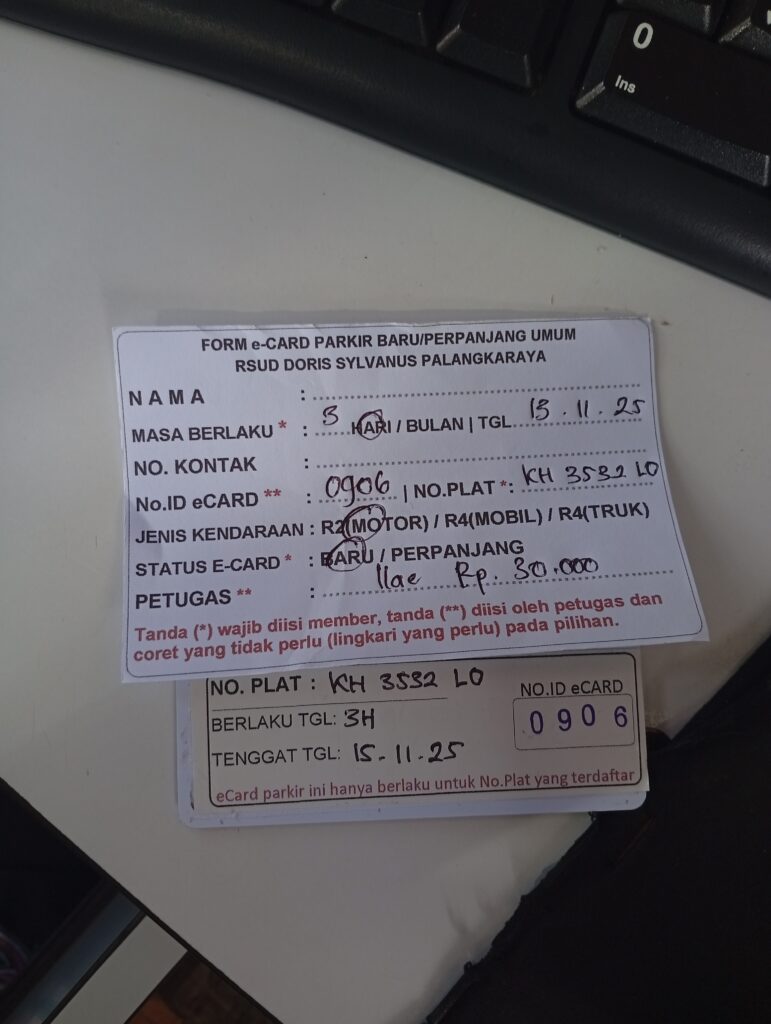 0
Ins
FORM e-CARD PARKIR BARU/PERPANJANG UMUM
RSUD DORIS SYLVANUS PALANGKARAYA
N A M A :
MASA BERLAKU * : 3 HARI / BULAN | TGL 13.11.25
NO. KONTAK :
No.ID eCARD ** : 0906 | NO.PLAT *: KH 3532 LO
JENIS KENDARAAN : R2(MOTOR) / R4(MOBIL) / R4(TRUK)
STATUS E-CARD * : BARU / PERPANJANG
PETUGAS ** : Rp. 30.000
Tanda (*) wajib diisi member, tanda (**) diisi oleh petugas dan
coret yang tidak perlu (lingkari yang perlu) pada pilihan.
NO. PLAT : KH 3532 LO
NO.ID eCARD
BERLAKU TGL: 3H
0906
TENGGAT TGL: 15-11-25
eCard parkir ini hanya berlaku untuk No.Plat yang terdaftar